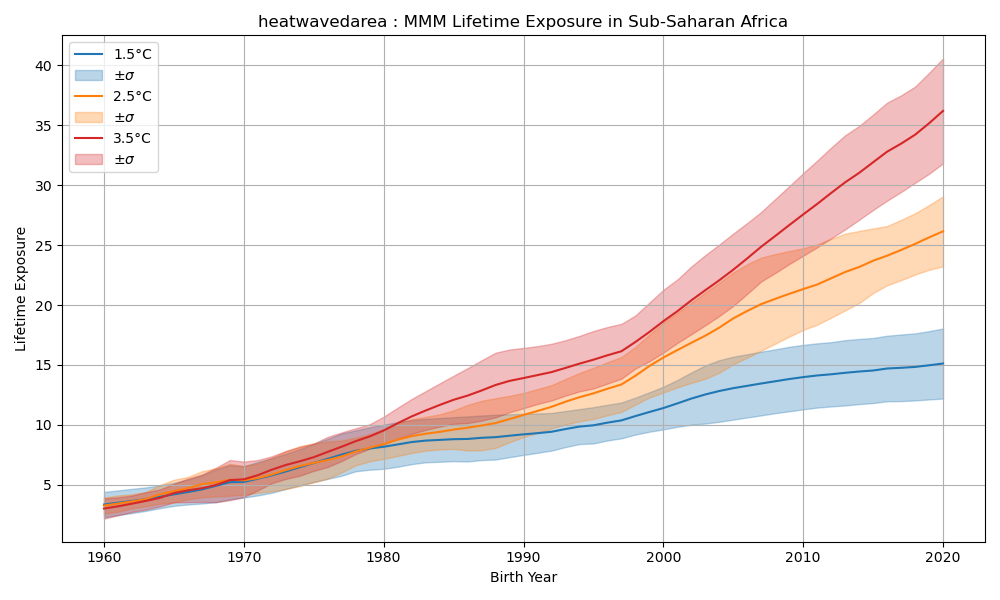 heatwavedarea : MMM Lifetime Exposure in Sub-Saharan Africa
1.5°C
±σ
2.5°C
±σ
3.5°C
±σ
Lifetime Exposure
40
35
30
25
20
15
10
5
1960 1970 1980 1990 2000 2010 2020
Birth Year